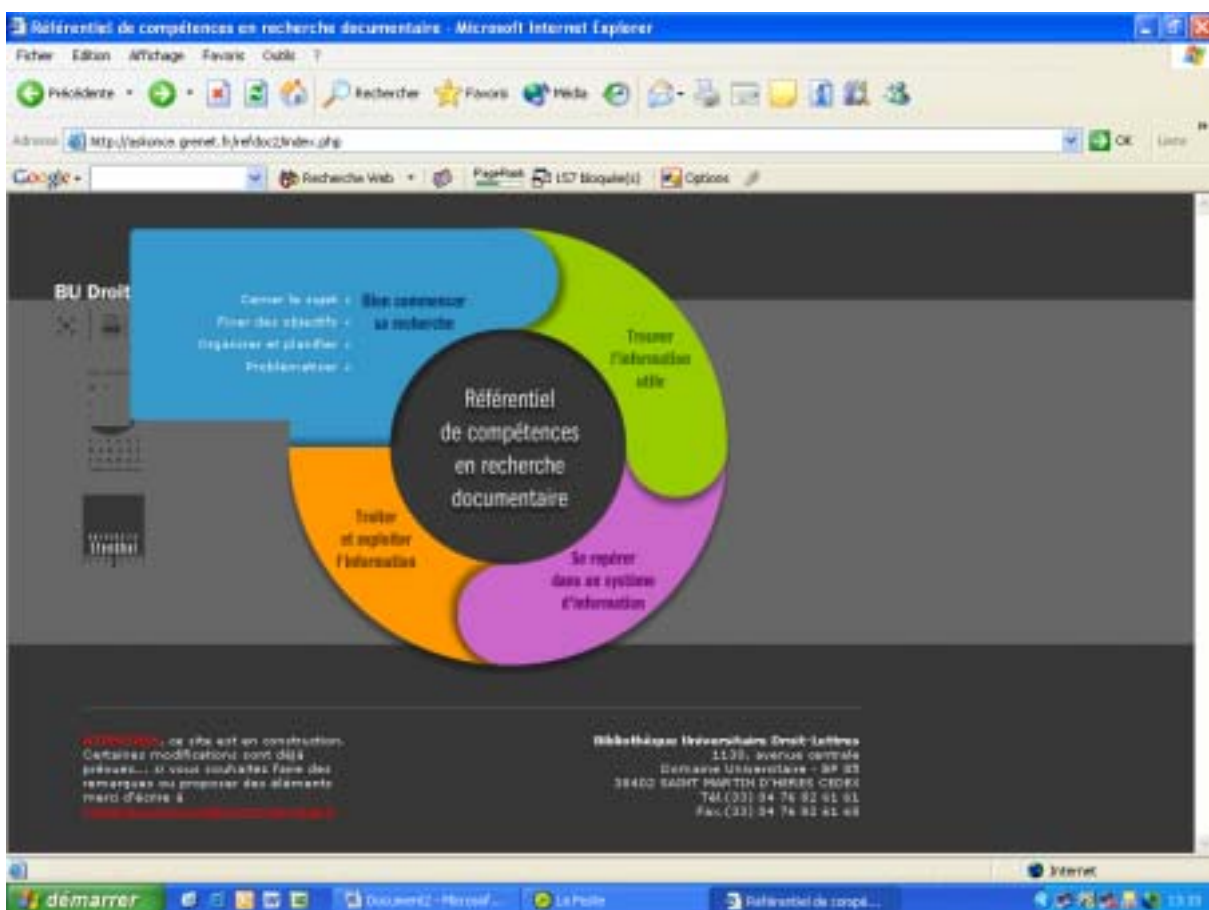 Référentiel de compétences en recherche documentaire - Microsoft Internet Explorer
Fichier Edition Affichage Favoris Outils ?
Précédente Rechercher Favoris Média
Adresse http://askonce.grenet.fr/refdoc2/index.php OK Liens
Google Recherche Web PageRank 157 bloquée(s) Options
BU Droit
Cerner le sujet
Fixer des objectifs
Organiser et planifier
Problématiser
Bien commencer
sa recherche
Trouver
l'information
utile
Référentiel
de compétences
en recherche
documentaire
Traiter
et exploiter
l'information
Se repérer
dans un système
d'information
, ce site est en construction.
Certaines modifications sont déjà
prévues... si vous souhaitez faire des
remarques ou proposer des éléments
merci d'écrire à
Bibliothèque Universitaire Droit-Lettres
1130, avenue centrale
Domaine Universitaire - BP 85
38402 SAINT MARTIN D'HERES CEDEX
Tél.(33) 04 76 82 61 61
Fax.(33) 04 76 82 61 68
Internet
démarrer Document2 - Microsof... La Poste Référentiel de compé...